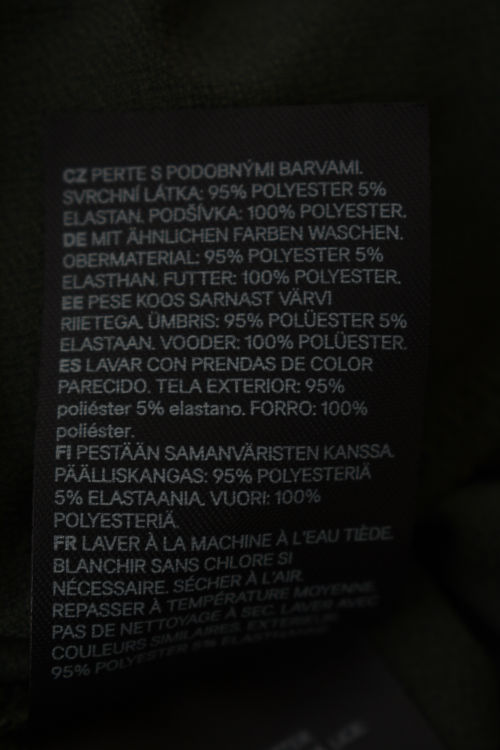 CZ PERTE S PODOBNÝMI BARVAMI.
SVRCHNÍ LÁTKA: 95% POLYESTER 5%
ELASTAN. PODŠÍVKA: 100% POLYESTER.
DE MIT ÄHNLICHEN FARBEN WASCHEN.
OBERMATERIAL: 95% POLYESTER 5%
ELASTHAN. FUTTER: 100% POLYESTER.
EE PESE KOOS SARNAST VÄRVI
RIIETEGA. ÜMBRIS: 95% POLÜESTER 5%
ELASTAAN. VOODER: 100% POLÜESTER.
ES LAVAR CON PRENDAS DE COLOR
PARECIDO. TELA EXTERIOR: 95%
poliéster 5% elastano. FORRO: 100%
poliéster.
FI PESTÄÄN SAMANVÄRISTEN KANSSA.
PÄÄLLISKANGAS: 95% POLYESTERIÄ
5% ELASTAANIA. VUORI: 100%
POLYESTERIÄ.
FR LAVER À LA MACHINE À L'EAU TIÈDE.
BLANCHIR SANS CHLORE SI
NÉCESSAIRE. SÉCHER À L'AIR.
REPASSER À TEMPÉRATURE MOYENNE.
PAS DE NETTOYAGE À SEC. LAVER AVEC
COULEURS SIMILAIRES. EXTERIEUR:
95% POLYESTER 5% ELASTHANNE